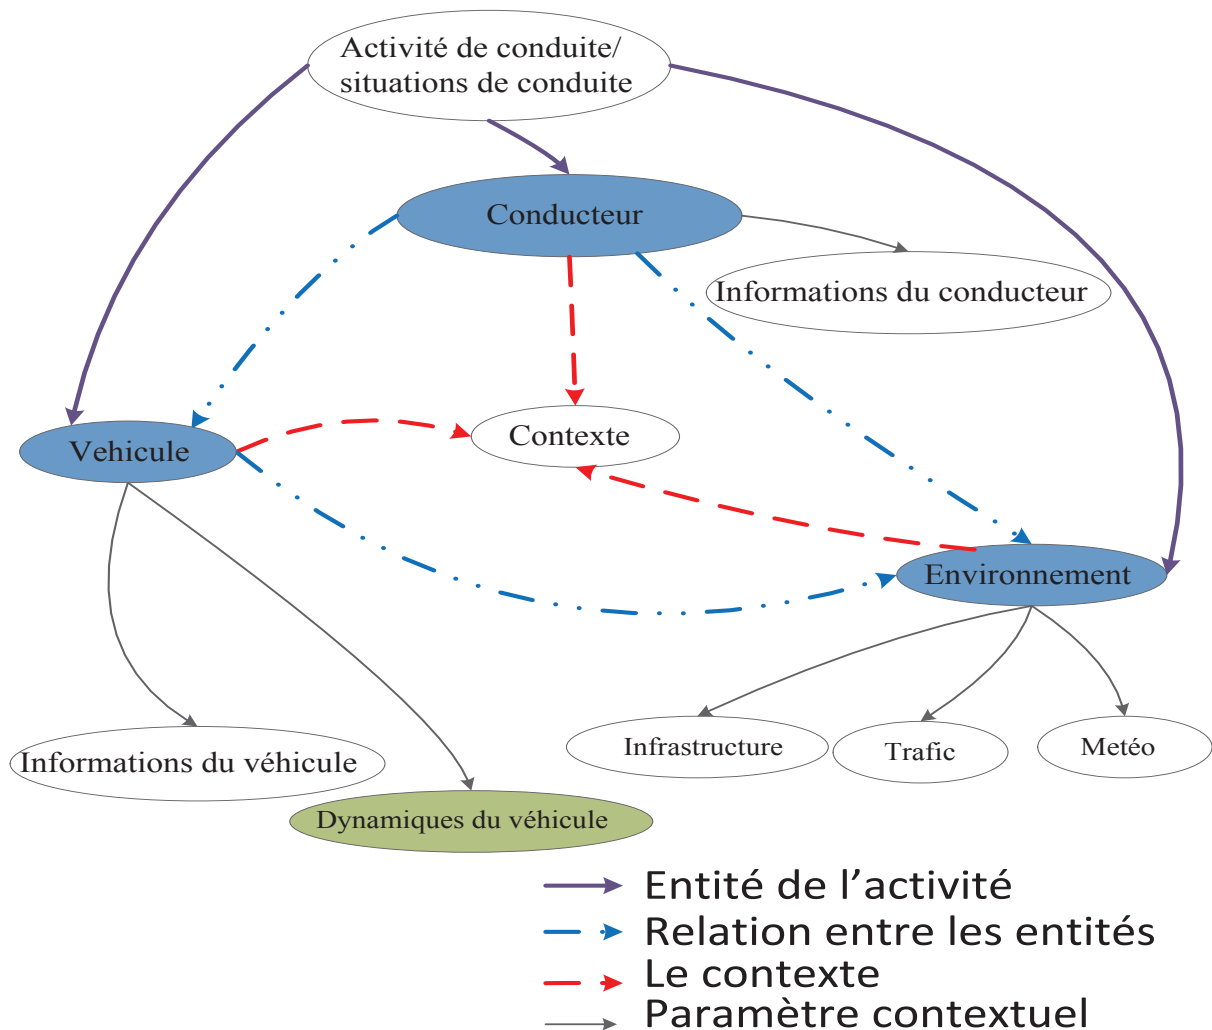 Activité de conduite/
situations de conduite
Conducteur
Informations du conducteur
Contexte
Vehicule
Environnement
Infrastructure
Trafic
Metéo
Informations du véhicule
Dynamiques du véhicule
Entité de l’activité
Relation entre les entités
Le contexte
Paramètre contextuel